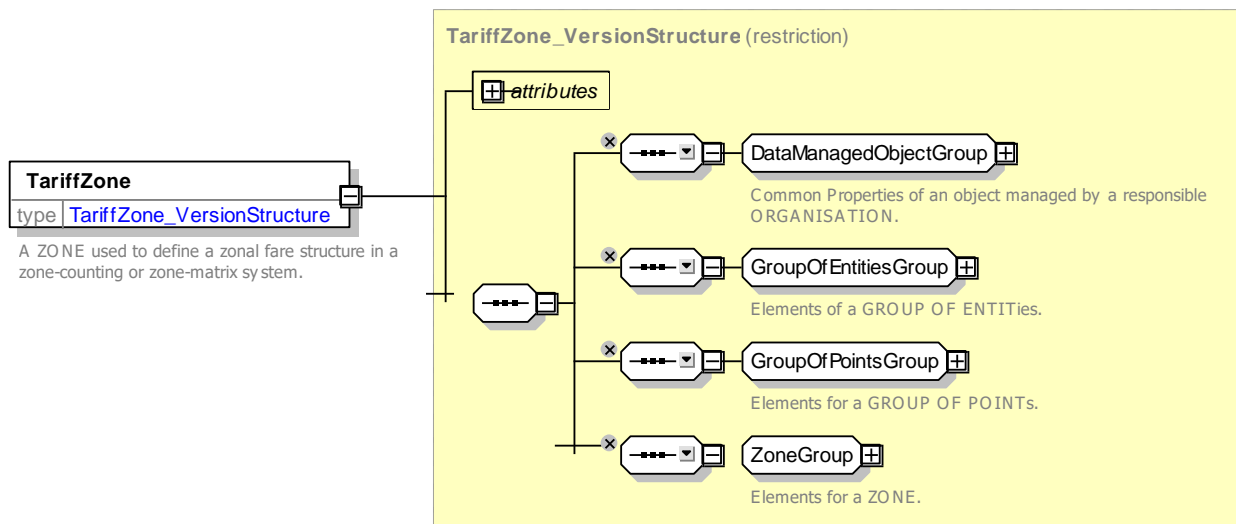 TariffZone_VersionStructure (restriction)
attributes
DataManagedObjectGroup
Common Properties of an object managed by a responsible
ORGANISATION.
TariffZone
type TariffZone_VersionStructure
A ZONE used to define a zonal fare structure in a
zone-counting or zone-matrix system.
GroupOfEntitiesGroup
Elements of a GROUP OF ENTITies.
GroupOfPointsGroup
Elements for a GROUP OF POINTs.
ZoneGroup
Elements for a ZONE.